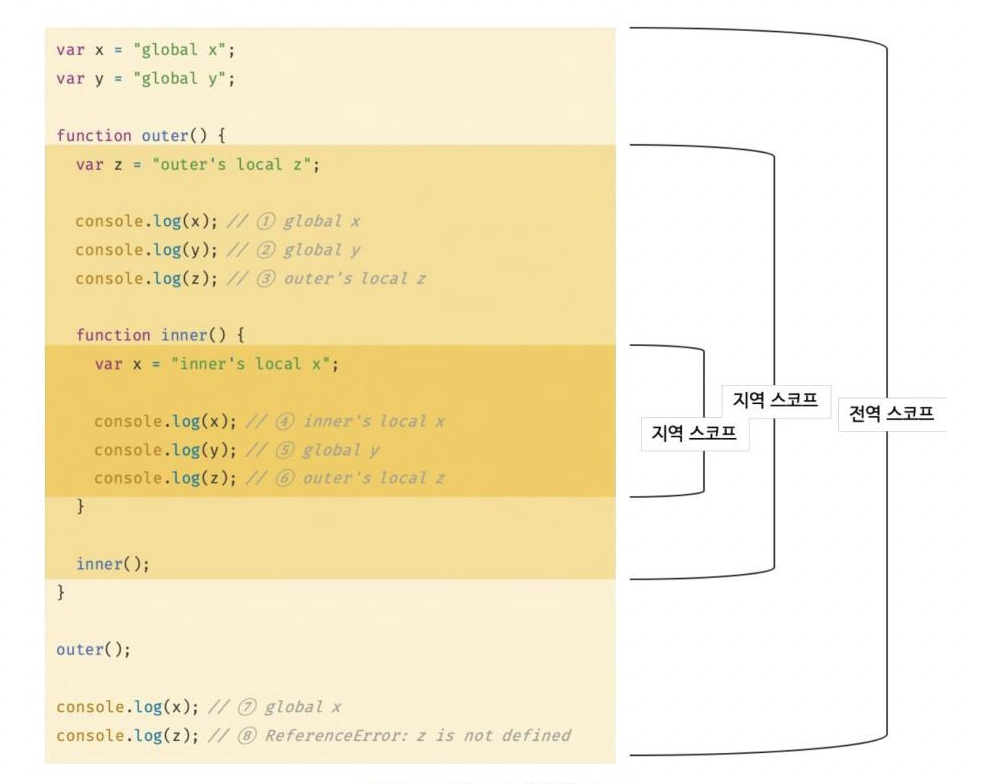 var x = "global x";
var y = "global y";
function outer() {
var z = "outer's local z";
console.log(x); // ① global x
console.log(y); // ② global y
console.log(z); // ③ outer's local z
function inner() {
var x = "inner's local x";
console.log(x); // ④ inner's local x
console.log(y); // ⑤ global y
console.log(z); // ⑥ outer's local z
}
inner();
}
outer();
console.log(x); // ⑦ global x
console.log(z); // ⑧ ReferenceError: z is not defined
지역 스코프
지역 스코프
전역 스코프